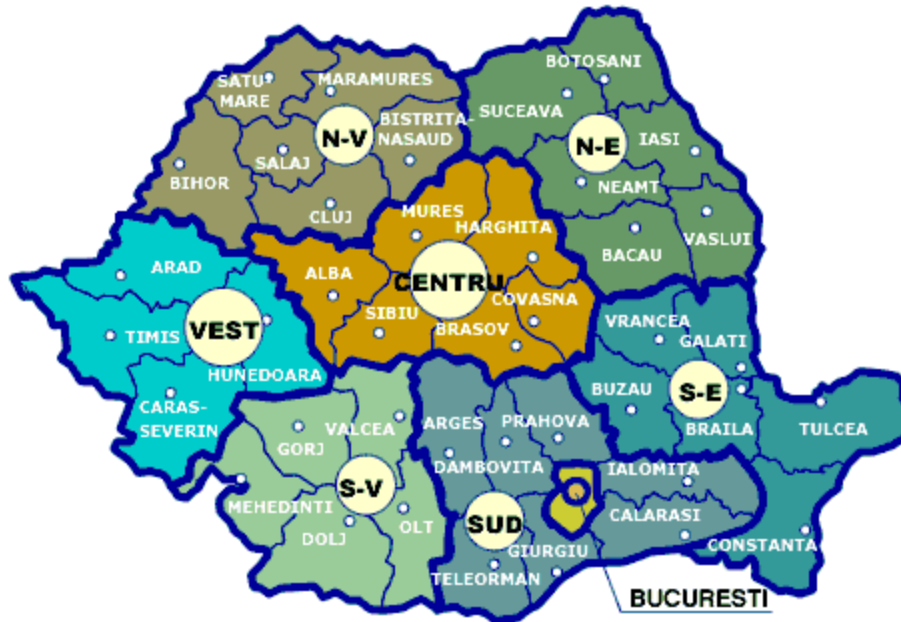 BOTOSANI
SATU
MARE
MARAMURES
SUCEAVA
BISTRITA-
NASAUD
N-V
N-E
IASI
SALAJ
BIHOR
NEAMT
CLUJ
MURES
HARGHITA
VASLUI
BACAU
ARAD
ALBA
CENTRU
COVASNA
SIBIU
BRASOV
VRANCEA
VEST
TIMIS
GALATI
HUNEDOARA
BUZAU
S-E
CARAS-
SEVERIN
VALCEA
ARGES
PRAHOVA
BRAILA
TULCEA
GORJ
DAMBOVITA
IALOMITA
S-V
MEHEDINTI
OLT
SUD
CALARASI
DOLJ
GIURGIU
CONSTANTA
TELEORMAN
BUCURESTI